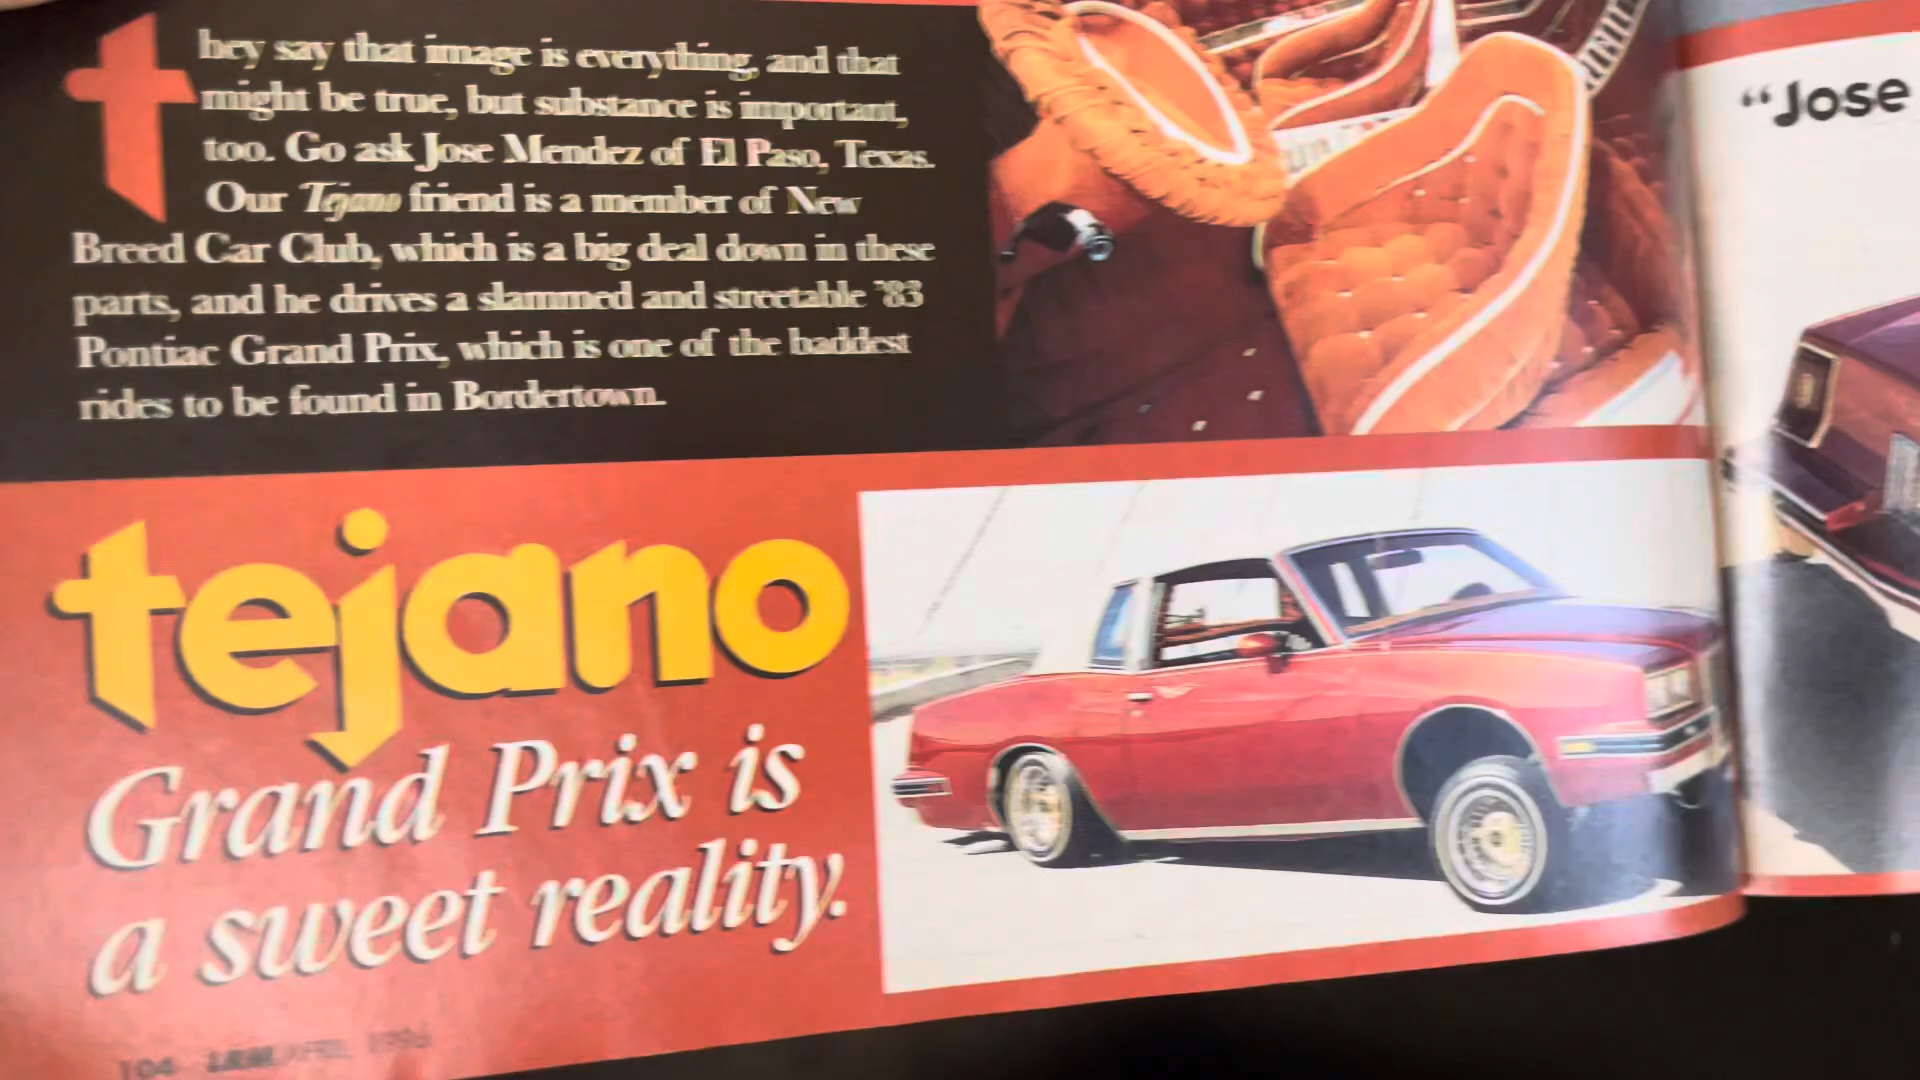 they say that image is everything, and that
might be true, but substance is important,
too. Go ask Jose Mendez of El Paso, Texas.
Our Tejano friend is a member of New
Breed Car Club, which is a big deal down in these
parts, and he drives a slammed and streetable '83
Pontiac Grand Prix, which is one of the baddest
rides to be found in Bordertown.
tejano
Grand Prix is
a sweet reality.
104 LRM APRIL 1996
“Jose